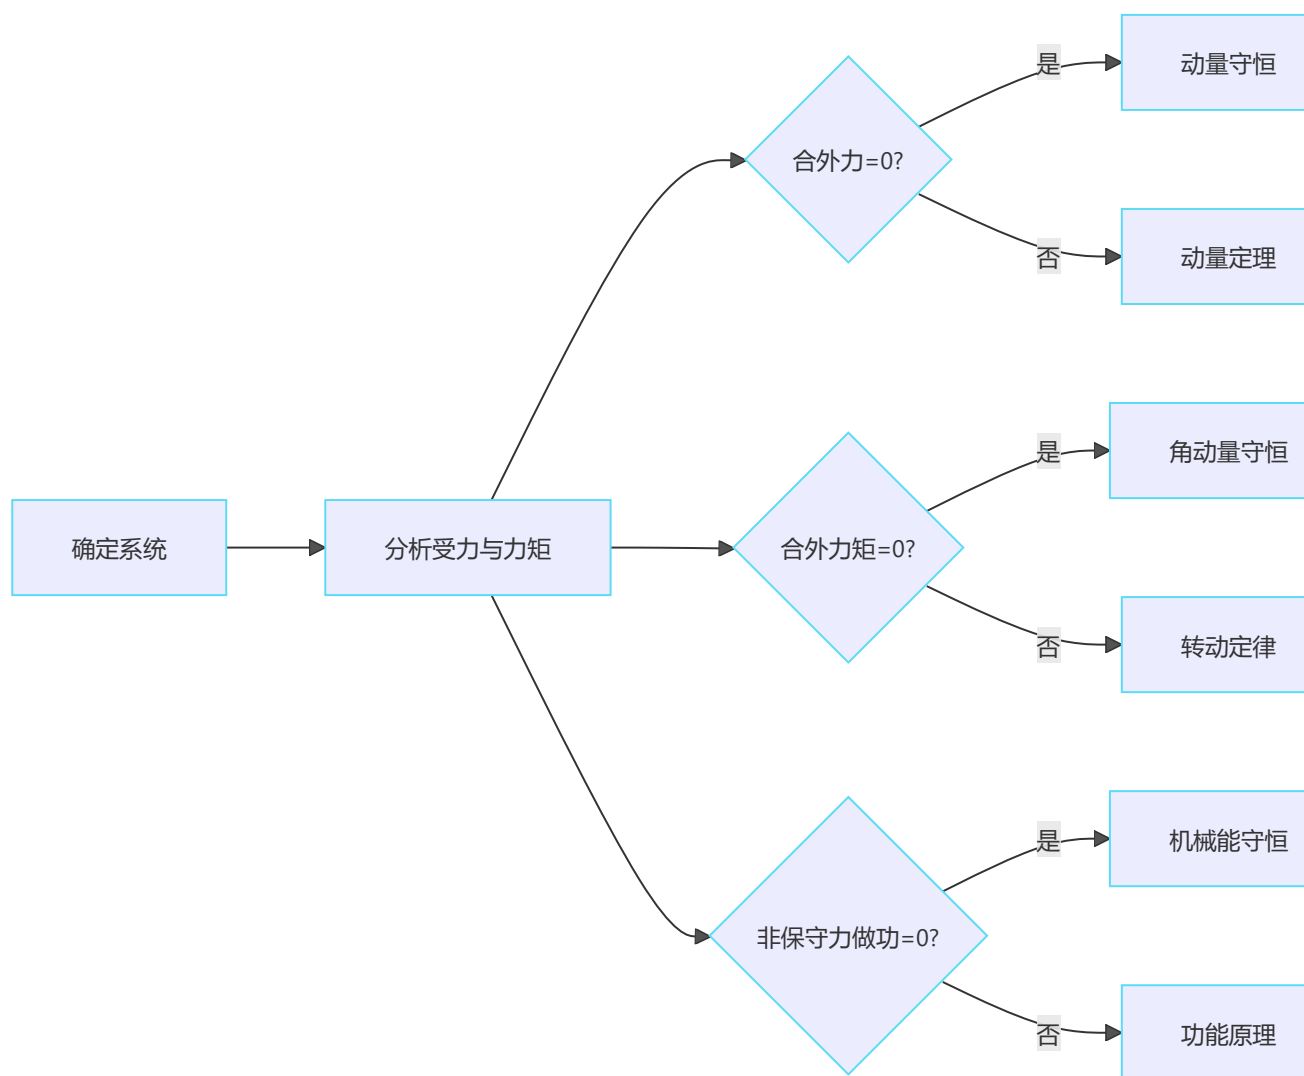 确定系统
分析受力与力矩
合外力=0?
是
动量守恒
否
动量定理
合外力矩=0?
是
角动量守恒
否
转动定律
非保守力做功=0?
是
机械能守恒
否
功能原理